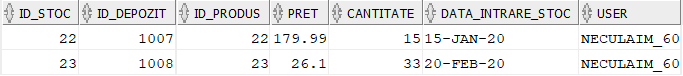 ID_STOC ID_DEPOZIT ID_PRODUS PRET CANTITATE DATA_INTRARE_STOC USER
22 1007 22 179.99 15 15-JAN-20 NECULAIM_60
23 1008 23 26.1 33 20-FEB-20 NECULAIM_60